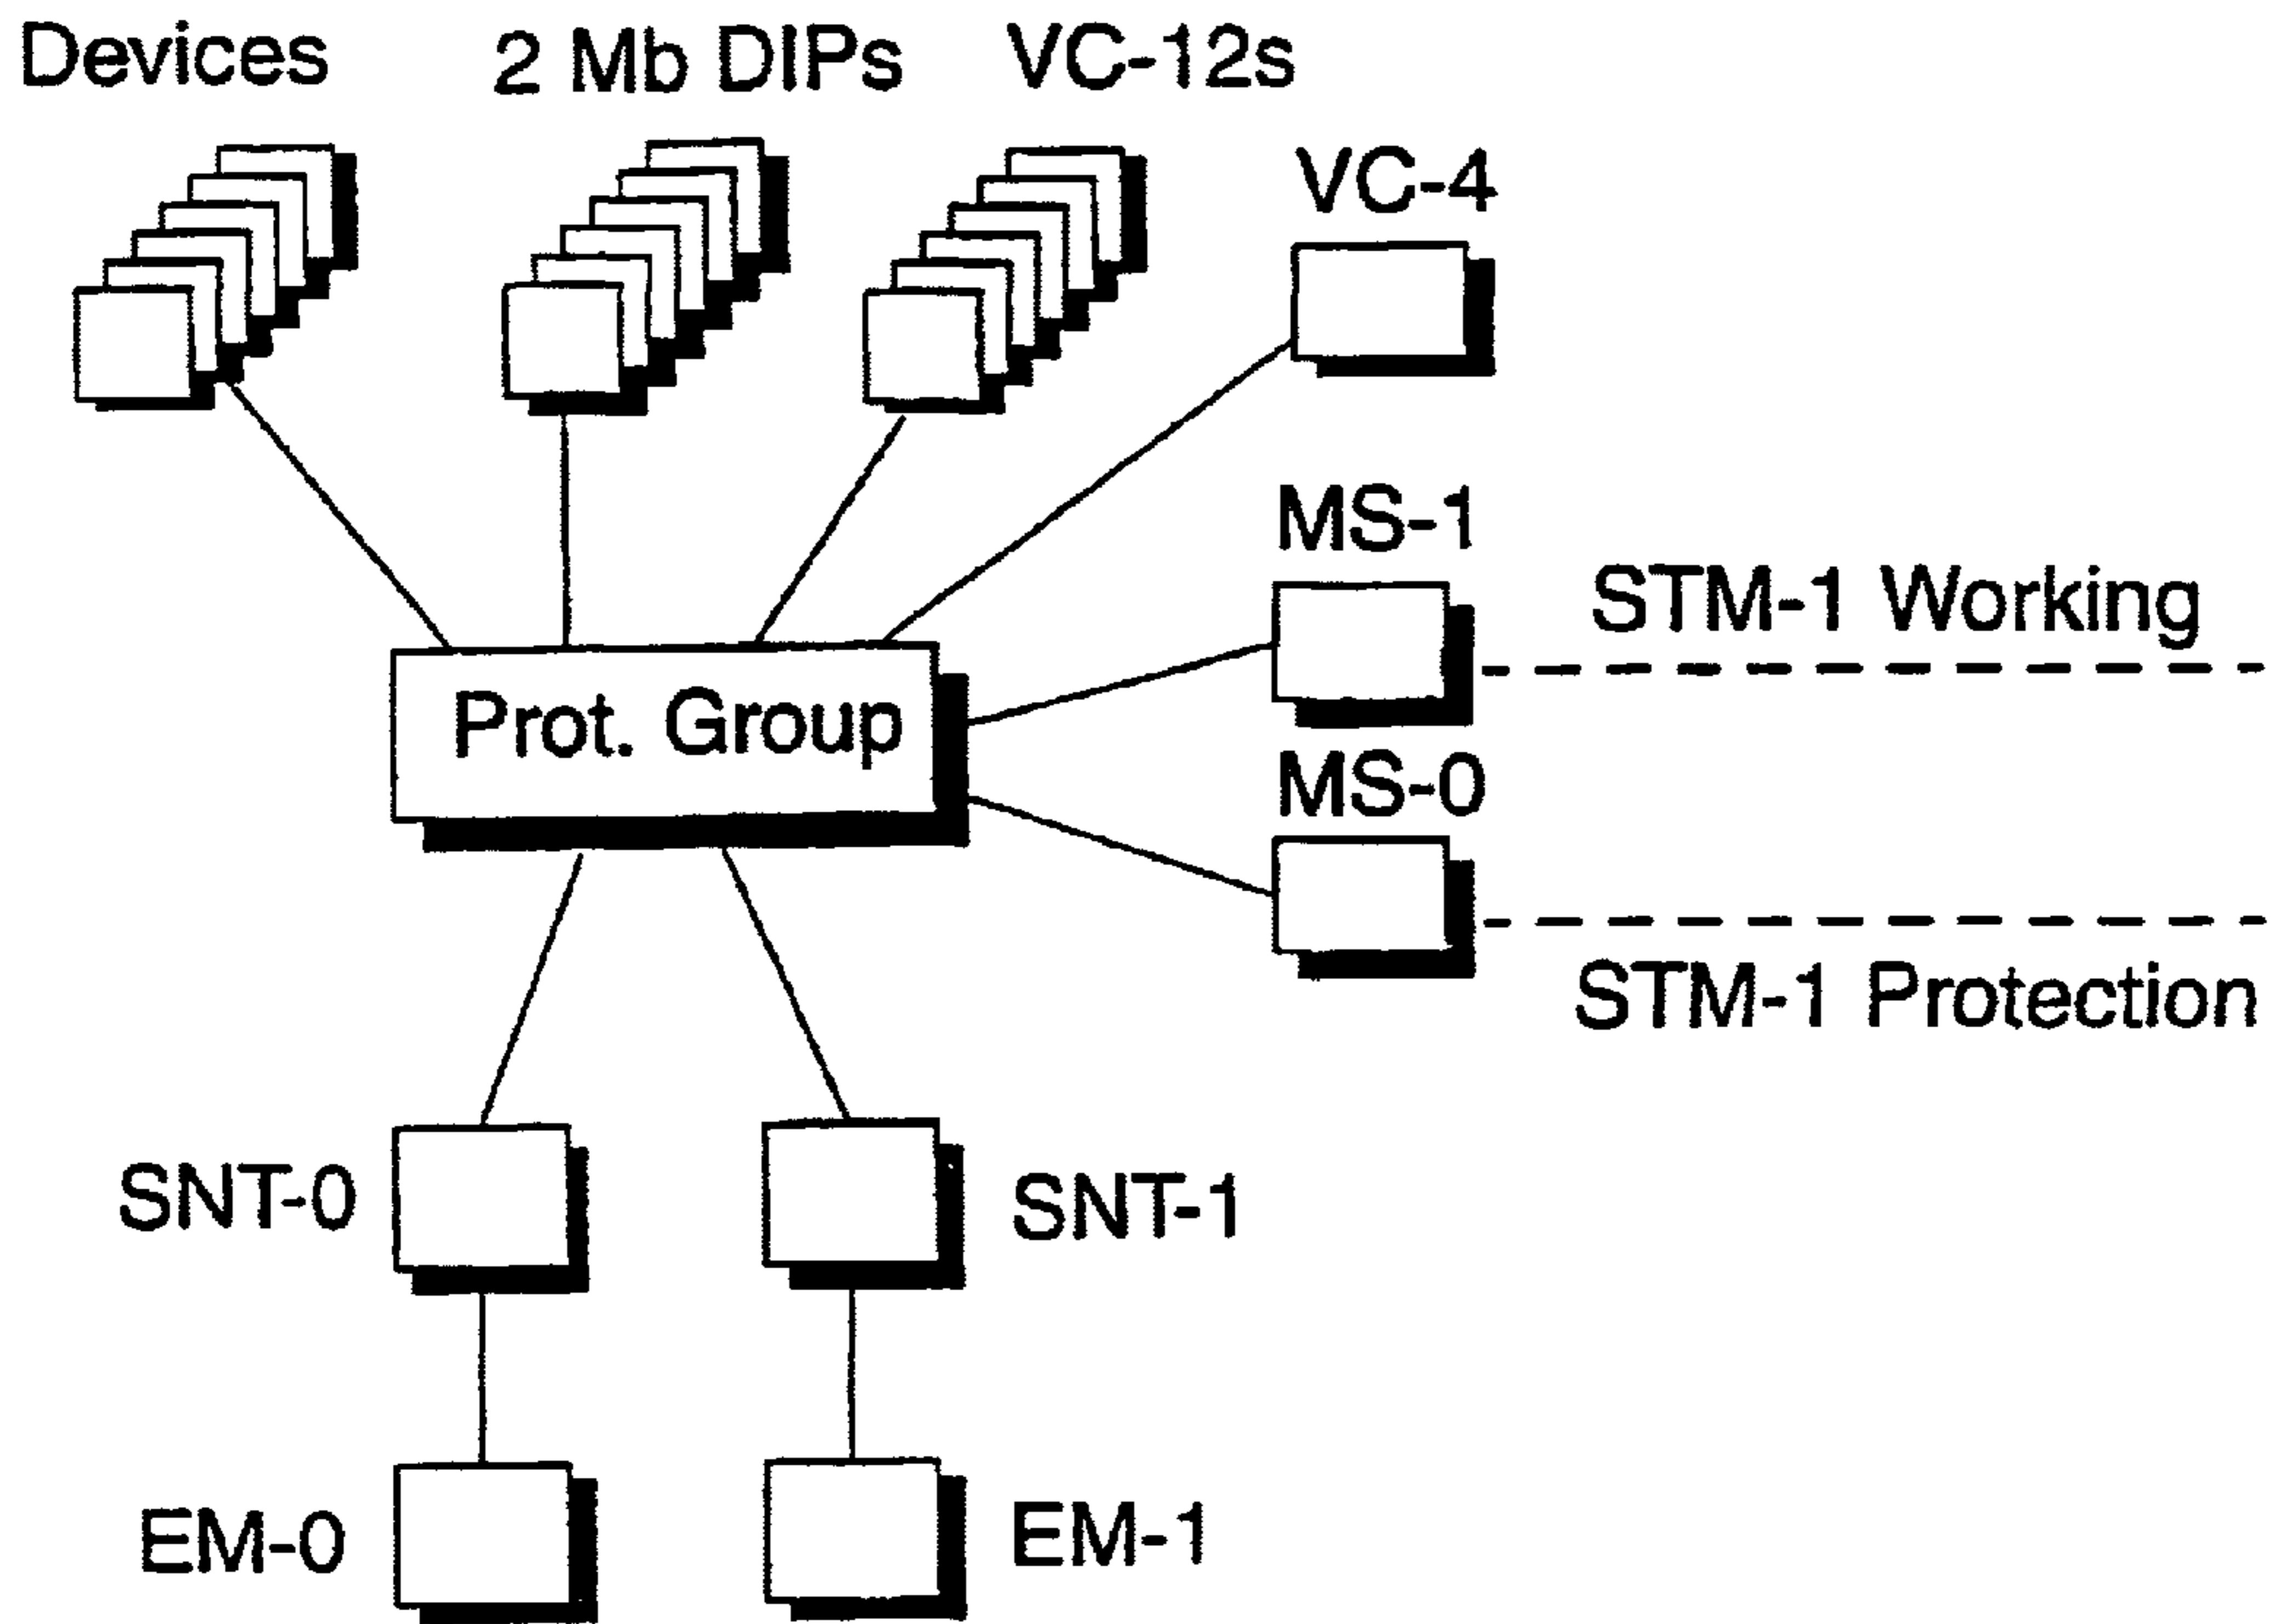 Devices
2 Mb DIPs
VC-12s
VC-4
MS-1
STM-1 Working
Prot. Group
MS-0
STM-1 Protection
SNT-0
SNT-1
EM-0
EM-1